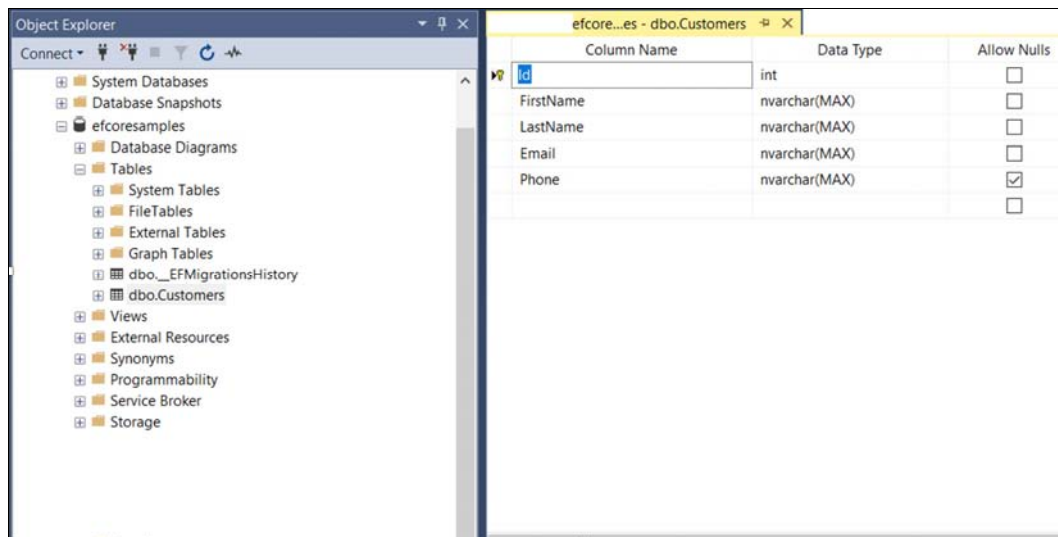 Object Explorer
Connect
System Databases
Database Snapshots
efcoresamples
Database Diagrams
Tables
System Tables
FileTables
External Tables
Graph Tables
dbo.__EFMigrationsHistory
dbo.Customers
Views
External Resources
Synonyms
Programmability
Service Broker
Storage
efcore...es - dbo.Customers
Column Name Data Type Allow Nulls
Id int
FirstName nvarchar(MAX)
LastName nvarchar(MAX)
Email nvarchar(MAX)
Phone nvarchar(MAX)